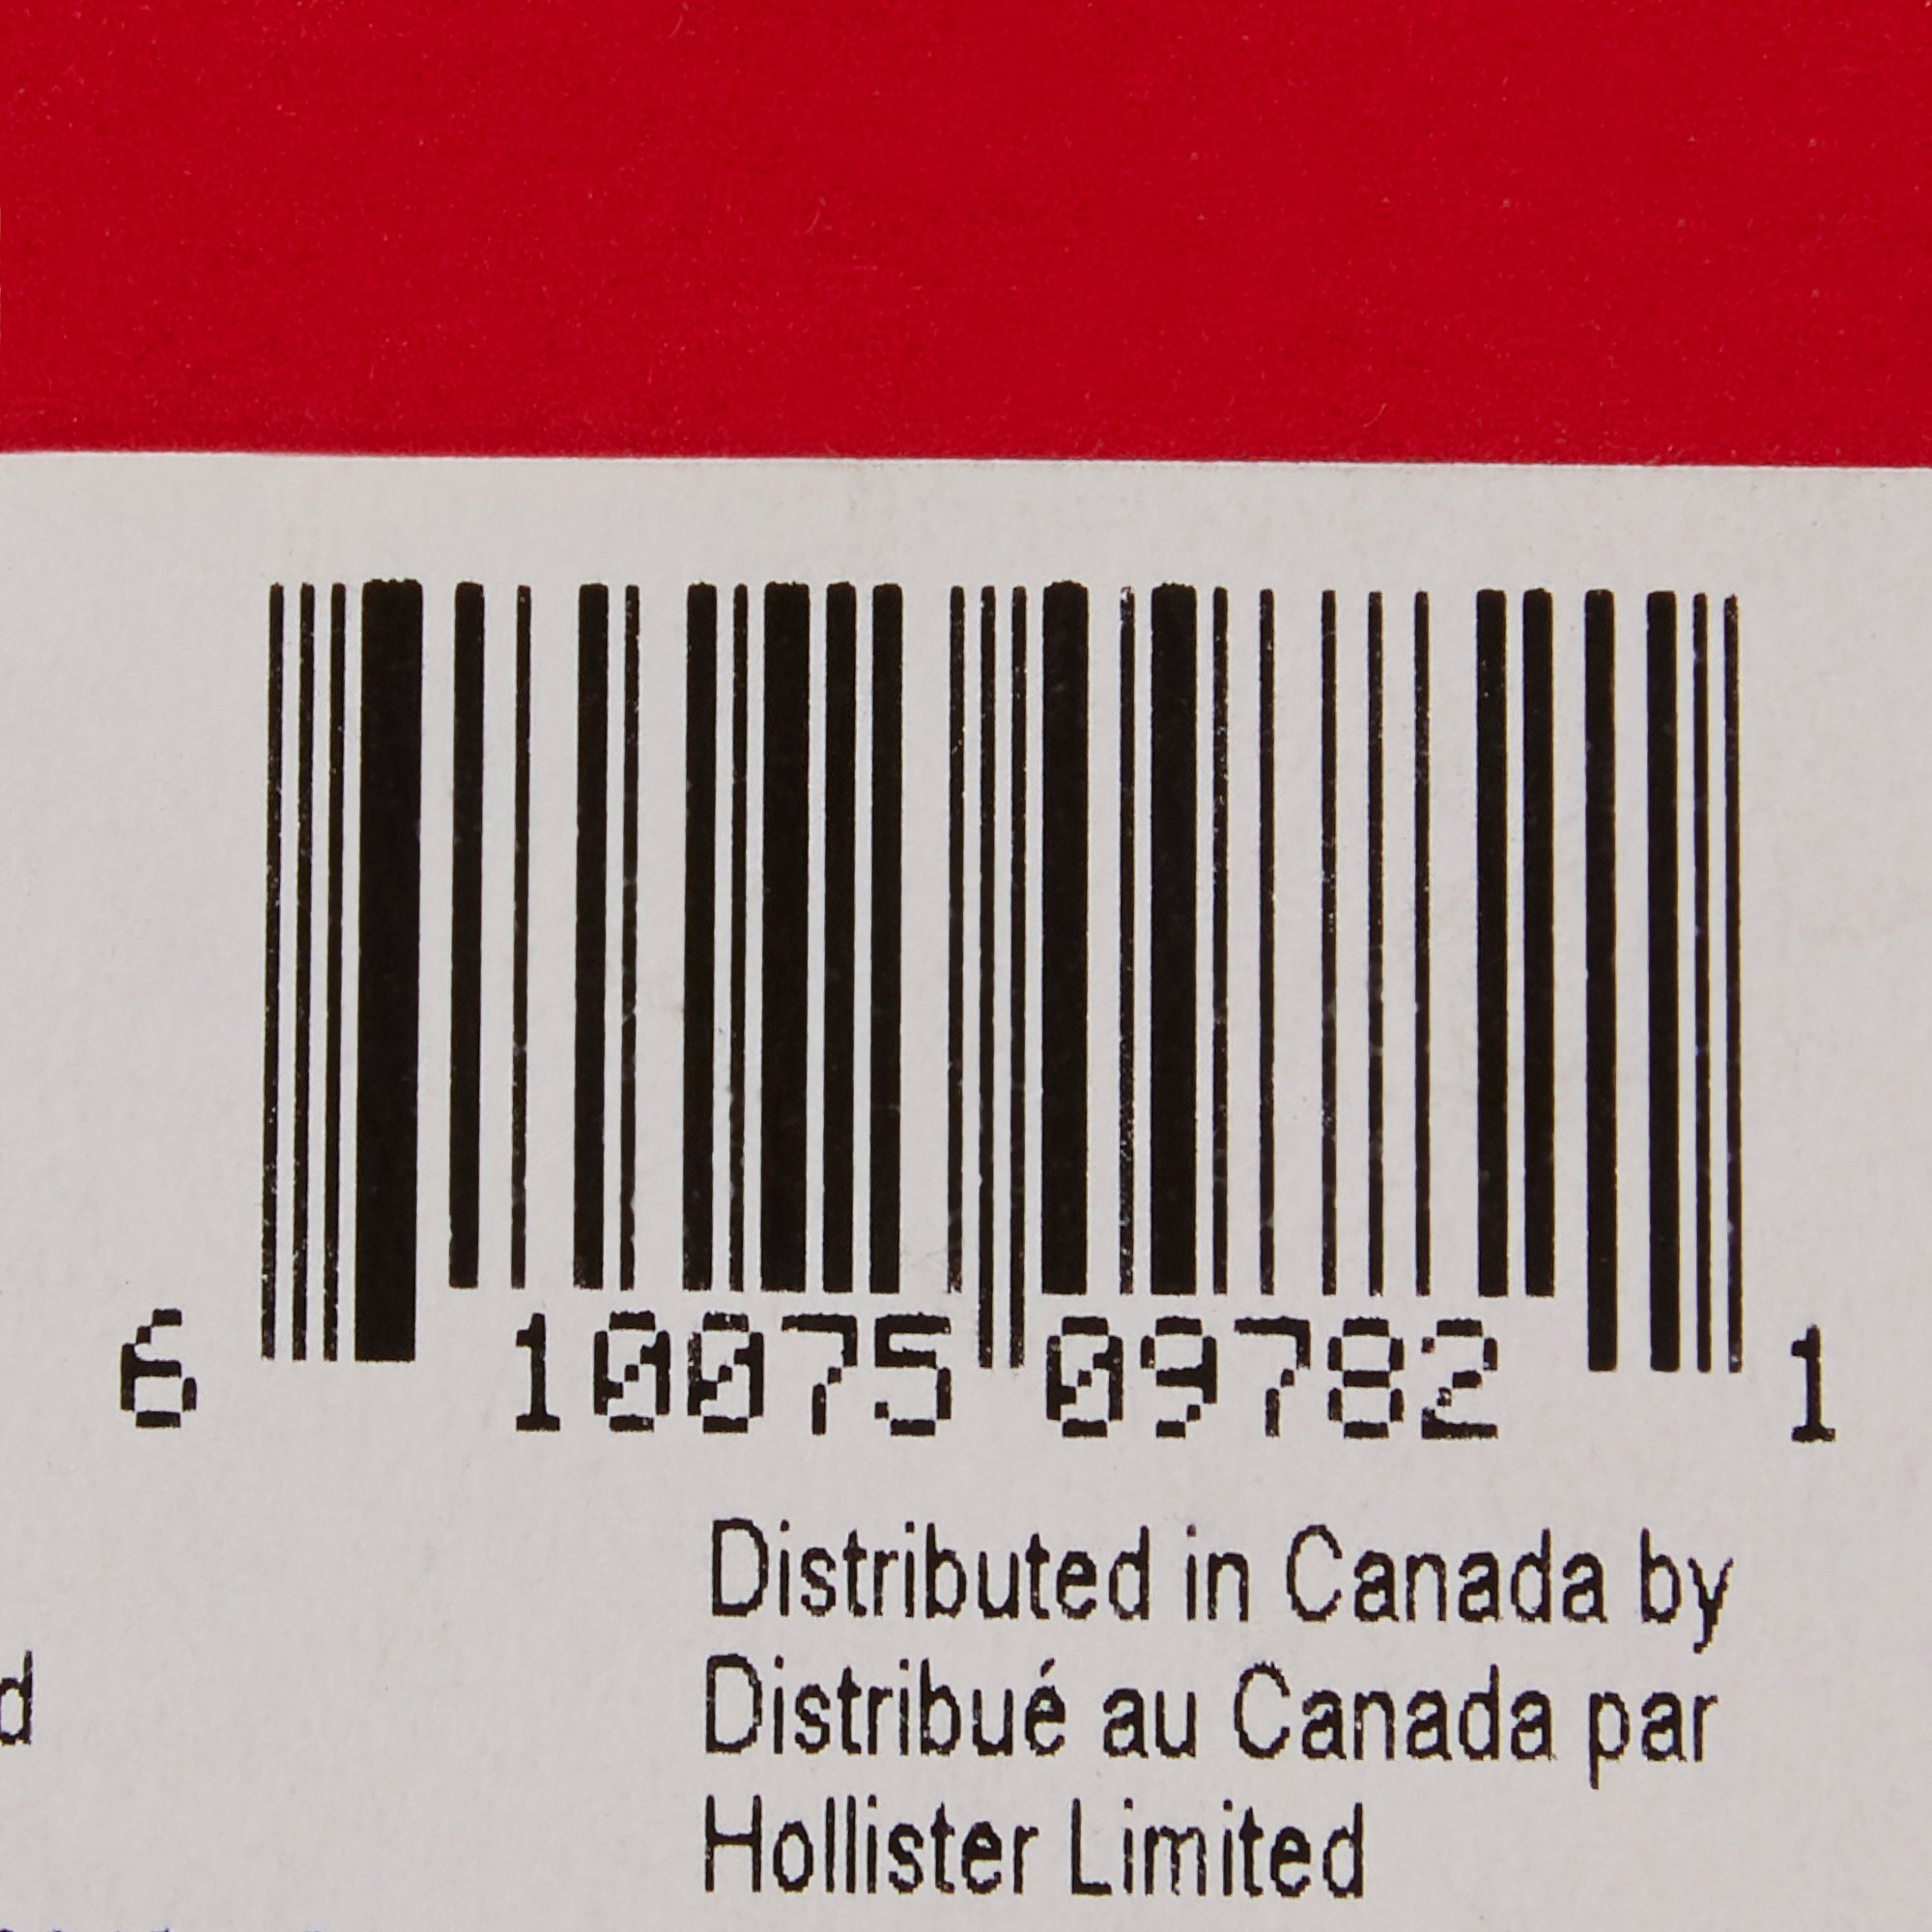 6 10075 09782 1
Distributed in Canada by
Distribué au Canada par
d
Hollister Limited